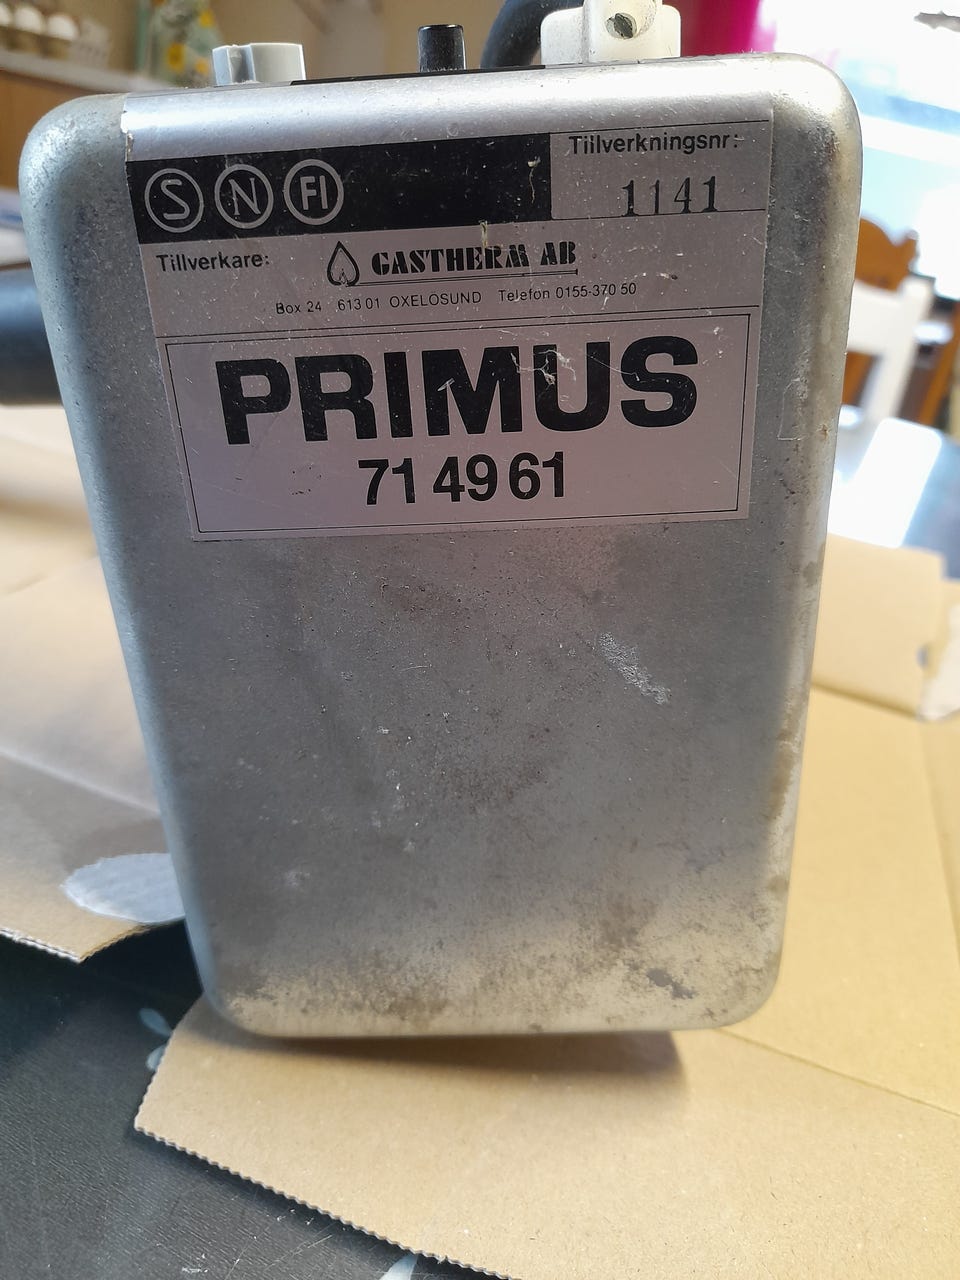 S N FI
Tillverkningsnr:
1141
Tillverkare: GASTHERM AB
Box 24 613 01 OXELÖSUND Telefon 0155-370 50
PRIMUS
71 49 61